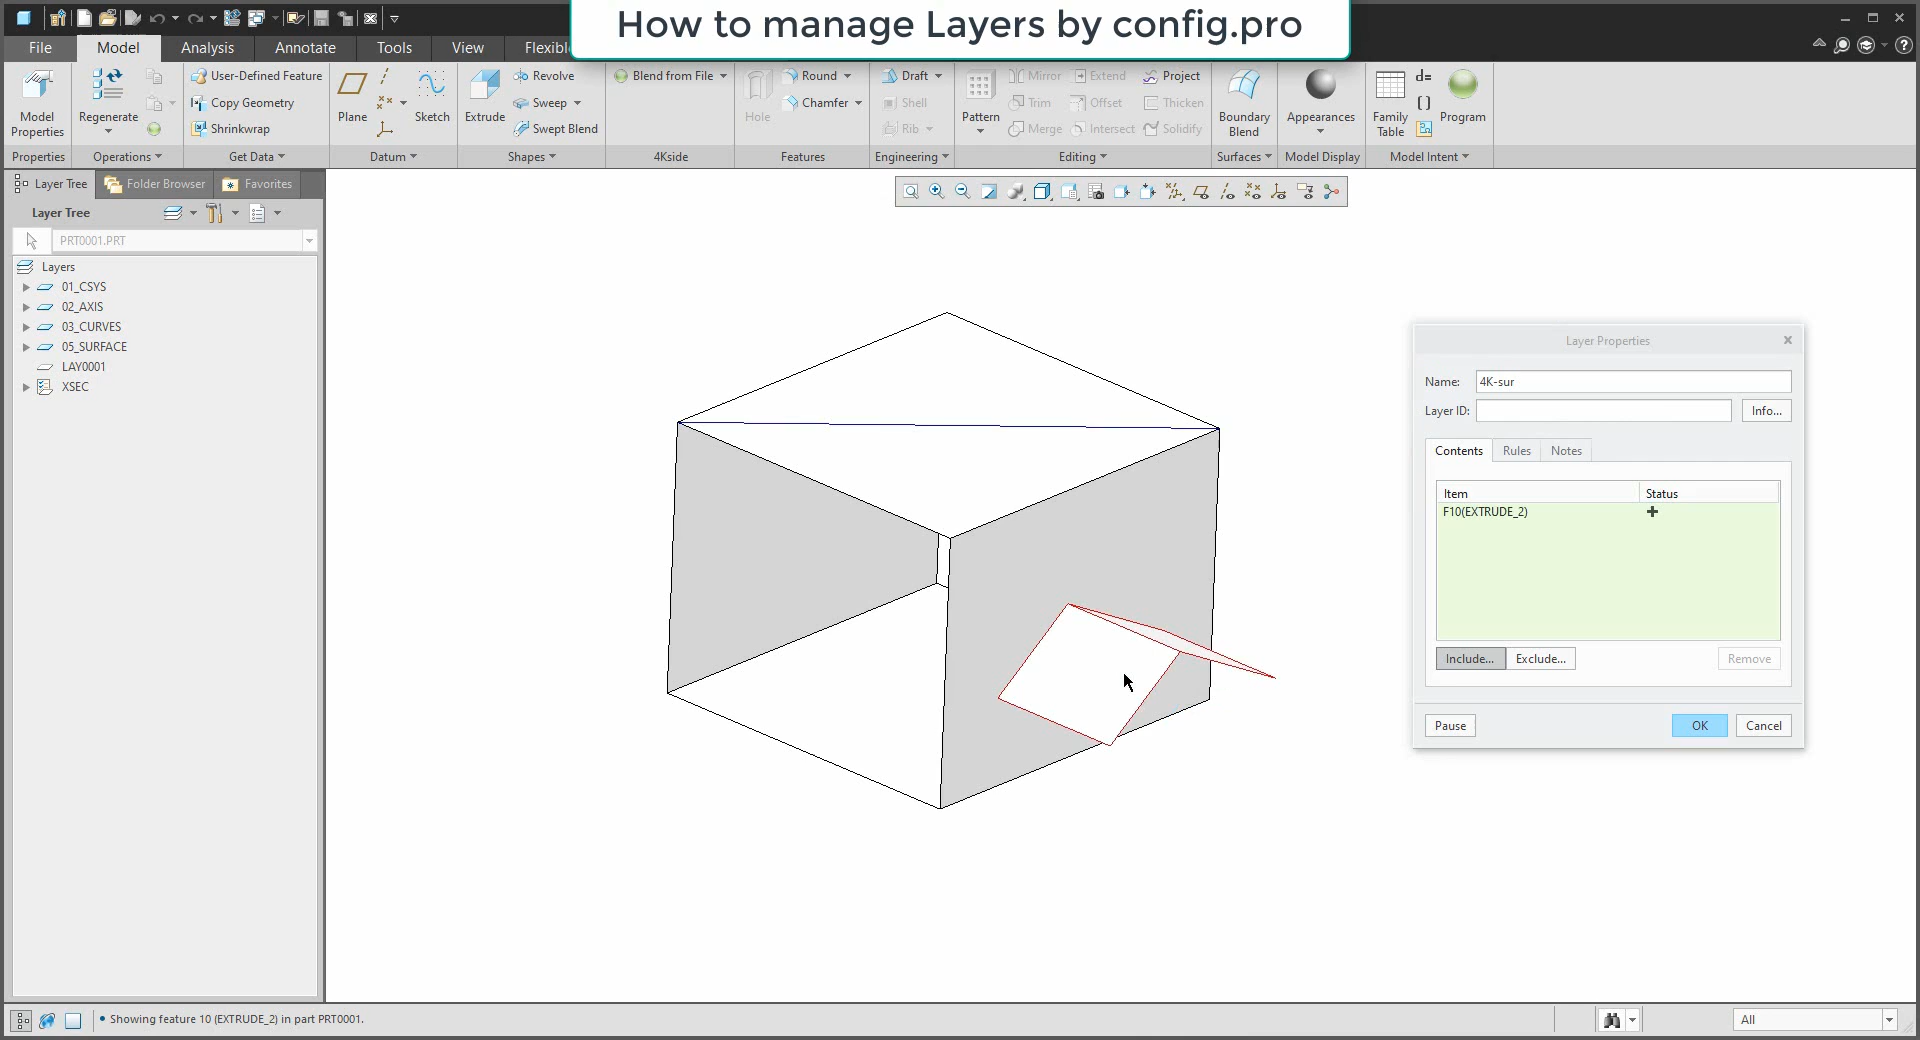 How to manage Layers by config.pro
File
Model
Analysis
Annotate
Tools
View
Flexibl
Model
Properties
Regenerate
User-Defined Feature
Copy Geometry
Shrinkwrap
Plane
Sketch
Extrude
Revolve
Sweep
Swept Blend
Blend from File
Hole
Round
Chamfer
Draft
Shell
Rib
Pattern
Mirror
Extend
Project
Trim
Offset
Thicken
Merge
Intersect
Solidify
Boundary
Blend
Appearances
Family
Table
d=
Program
Properties
Operations
Get Data
Datum
Shapes
4Kside
Features
Engineering
Editing
Surfaces
Model Display
Model Intent
Layer Tree
Folder Browser
Favorites
Layer Tree
PRT0001.PRT
Layers
01_CSYS
02_AXIS
03_CURVES
05_SURFACE
LAY0001
XSEC
Layer Properties
Name:
4K-sur
Layer ID:
Info...
Contents
Rules
Notes
Item
Status
F10(EXTRUDE_2)
Include...
Exclude...
Remove
Pause
OK
Cancel
Showing feature 10 (EXTRUDE_2) in part PRT0001.
All